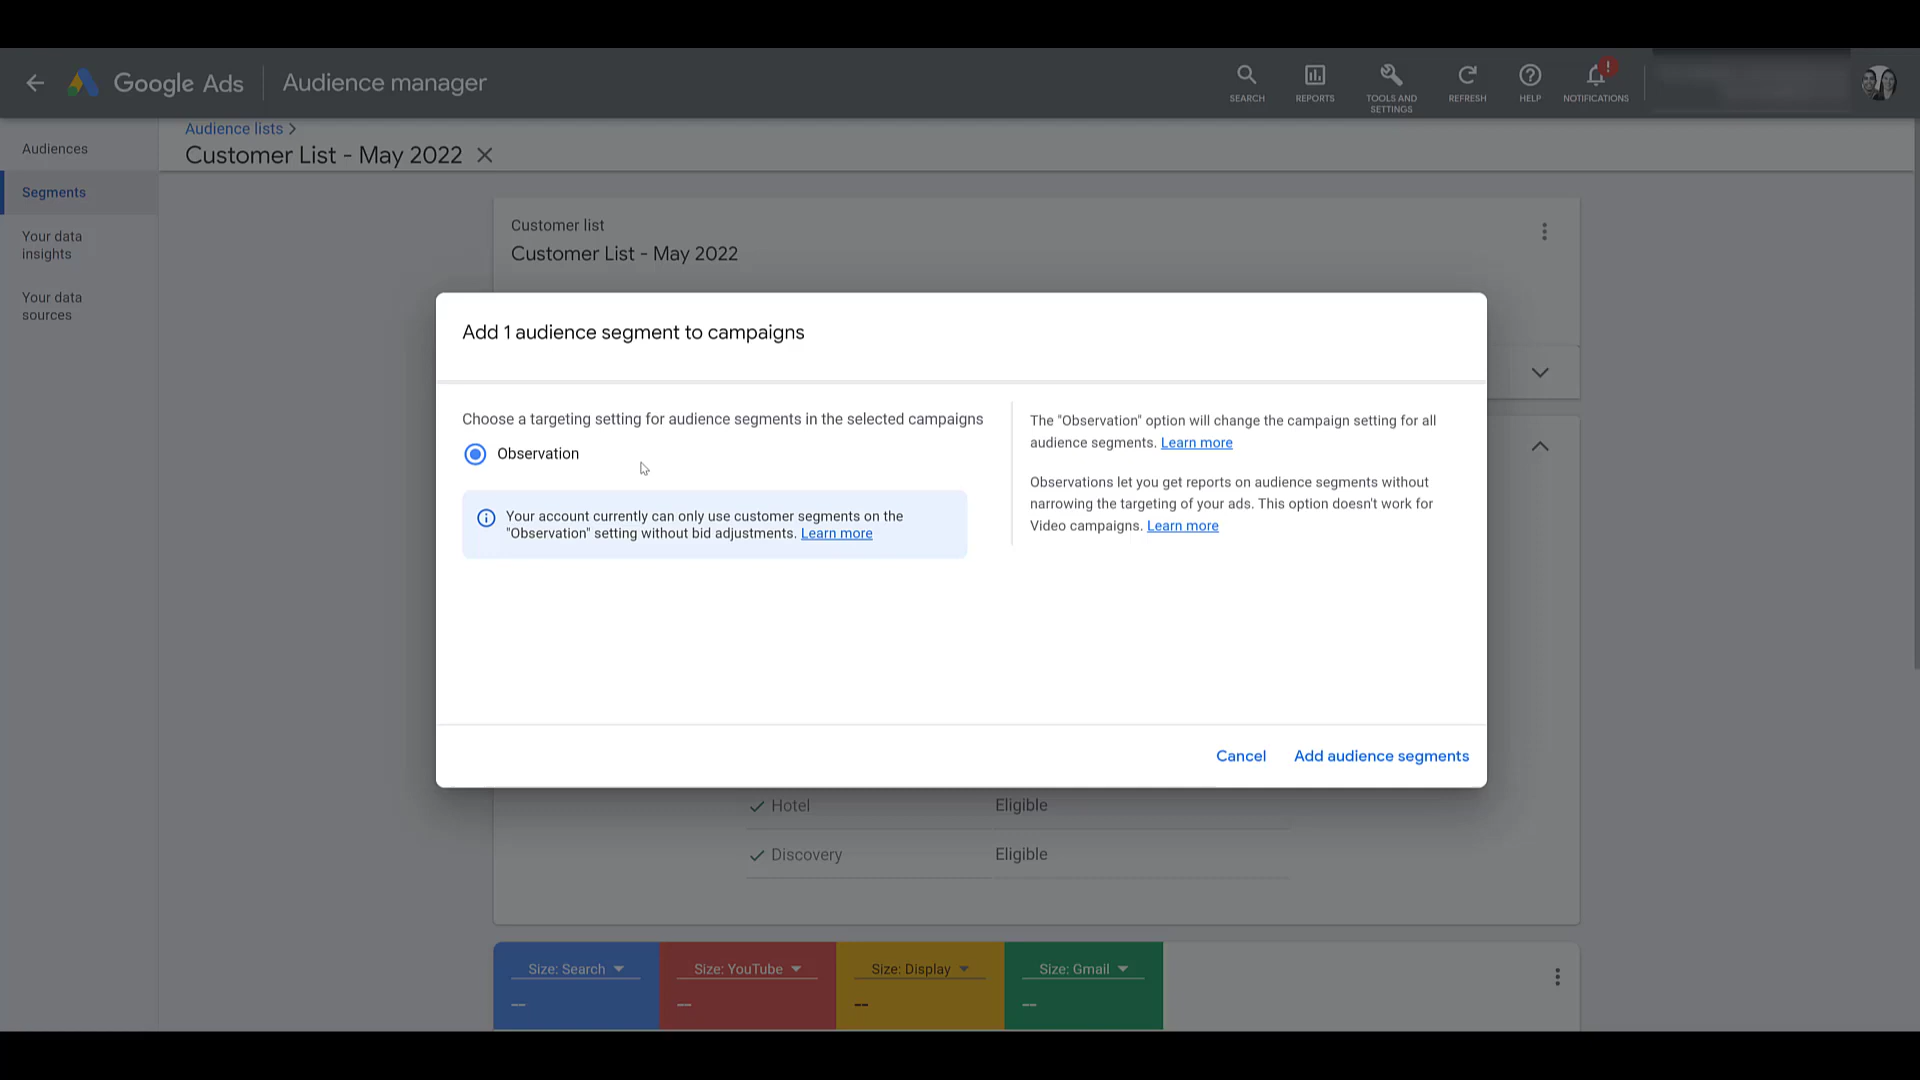 Google Ads
Audience manager
SEARCH
REPORTS
TOOLS AND
SETTINGS
REFRESH
HELP
!
NOTIFICATIONS
Audiences
Segments
Your data
insights
Your data
sources
Audience lists
Customer List - May 2022
Customer list
Customer List - May 2022
Add 1 audience segment to campaigns
Choose a targeting setting for audience segments in the selected campaigns
Observation
Your account currently can only use customer segments on the
"Observation" setting without bid adjustments. Learn more
The "Observation" option will change the campaign setting for all
audience segments. Learn more
Observations let you get reports on audience segments without
narrowing the targeting of your ads. This option doesn't work for
Video campaigns. Learn more
Cancel
Add audience segments
Hotel
Eligible
Discovery
Eligible
Size: Search
Size: YouTube
Size: Display
Size: Gmail
--
--
--
--